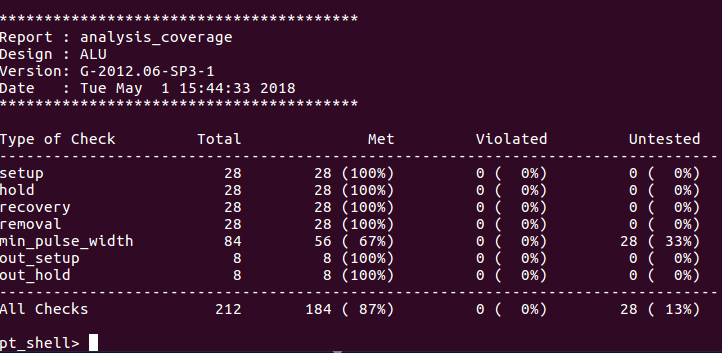 ****************************************
Report : analysis_coverage
Design : ALU
Version: G-2012.06-SP3-1
Date   : Tue May  1 15:44:33 2018
****************************************
Type of Check         Total              Met         Violated         Untested
--------------------------------------------------------------------------------
setup                    28        28 (100%)         0 (  0%)         0 (  0%)
hold                     28        28 (100%)         0 (  0%)         0 (  0%)
recovery                 28        28 (100%)         0 (  0%)         0 (  0%)
removal                  28        28 (100%)         0 (  0%)         0 (  0%)
min_pulse_width          84        56 ( 67%)         0 (  0%)        28 ( 33%)
out_setup                 8         8 (100%)         0 (  0%)         0 (  0%)
out_hold                  8         8 (100%)         0 (  0%)         0 (  0%)
--------------------------------------------------------------------------------
All Checks              212       184 ( 87%)         0 (  0%)        28 ( 13%)
pt_shell>